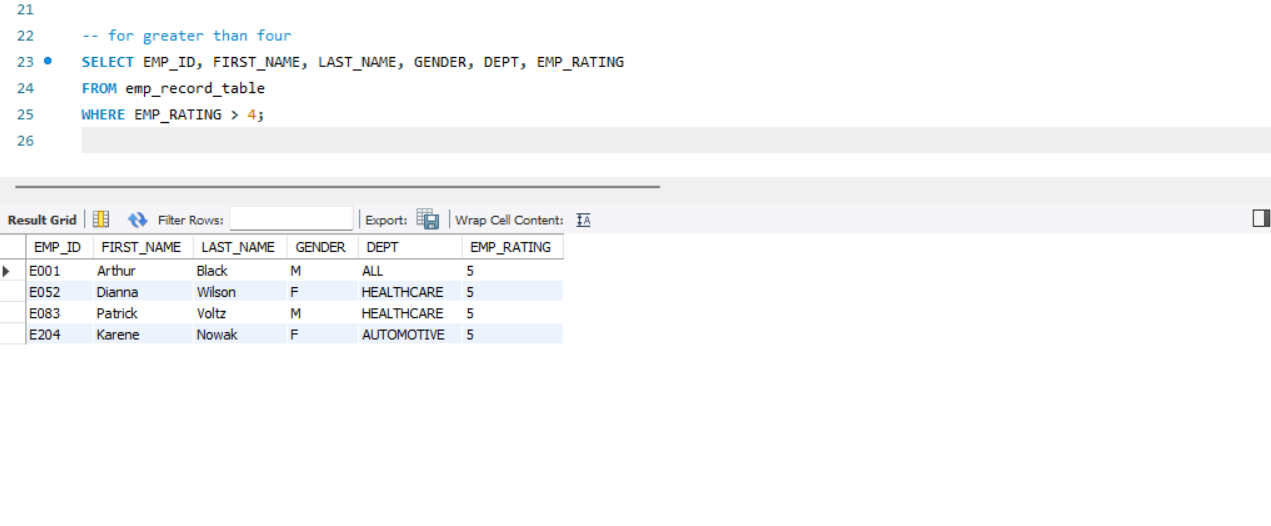 21
22 -- for greater than four
23 SELECT EMP_ID, FIRST_NAME, LAST_NAME, GENDER, DEPT, EMP_RATING
24 FROM emp_record_table
25 WHERE EMP_RATING > 4;
26
Result Grid Filter Rows: Export: Wrap Cell Content:
EMP_ID FIRST_NAME LAST_NAME GENDER DEPT EMP_RATING
E001 Arthur Black M ALL 5
E052 Dianna Wilson F HEALTHCARE 5
E083 Patrick Voltz M HEALTHCARE 5
E204 Karene Nowak F AUTOMOTIVE 5